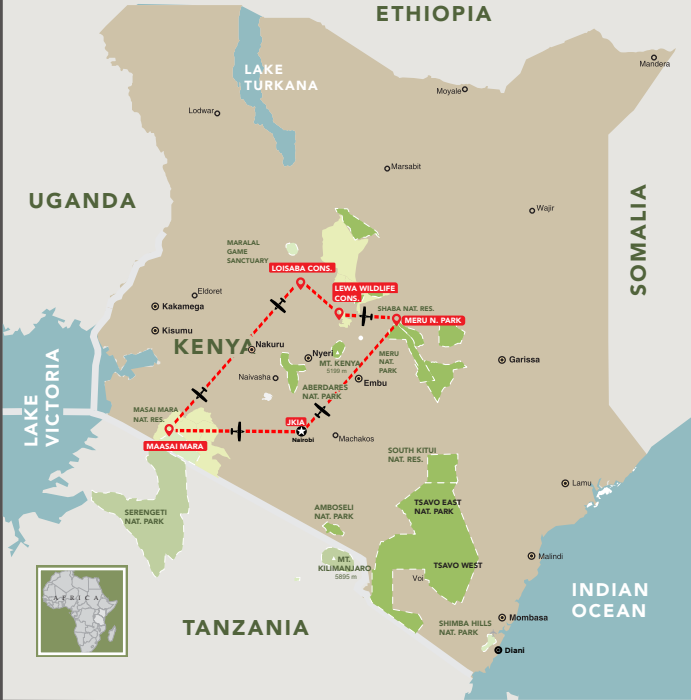 ETHIOPIA
Mandera
LAKE
TURKANA
Moyale
Lodwar
Marsabit
UGANDA
SOMALIA
Wajir
MARALAL
GAME
SANCTUARY
LOISABA CONS.
LEWA WILDLIFE
CONS.
Eldoret
Kakamega
SHABA NAT. RES.
MERU N. PARK
Kisumu
KENYA
Nakuru
Nyeri
MT. KENYA
5199 m
MERU
NAT.
PARK
Garissa
Naivasha
Embu
ABERDARES
NAT. PARK
LAKE
VICTORIA
MASAI MARA
NAT. RES.
JKIA
Nairobi
Machakos
MAASAI MARA
SOUTH KITUI
NAT. RES.
Lamu
SERENGETI
NAT. PARK
AMBOSELI
NAT. PARK
TSAVO EAST
NAT. PARK
MT.
KILIMANJARO
5895 m
TSAVO WEST
Voi
Malindi
AFRICA
INDIAN
OCEAN
TANZANIA
SHIMBA HILLS
NAT. PARK
Mombasa
Diani